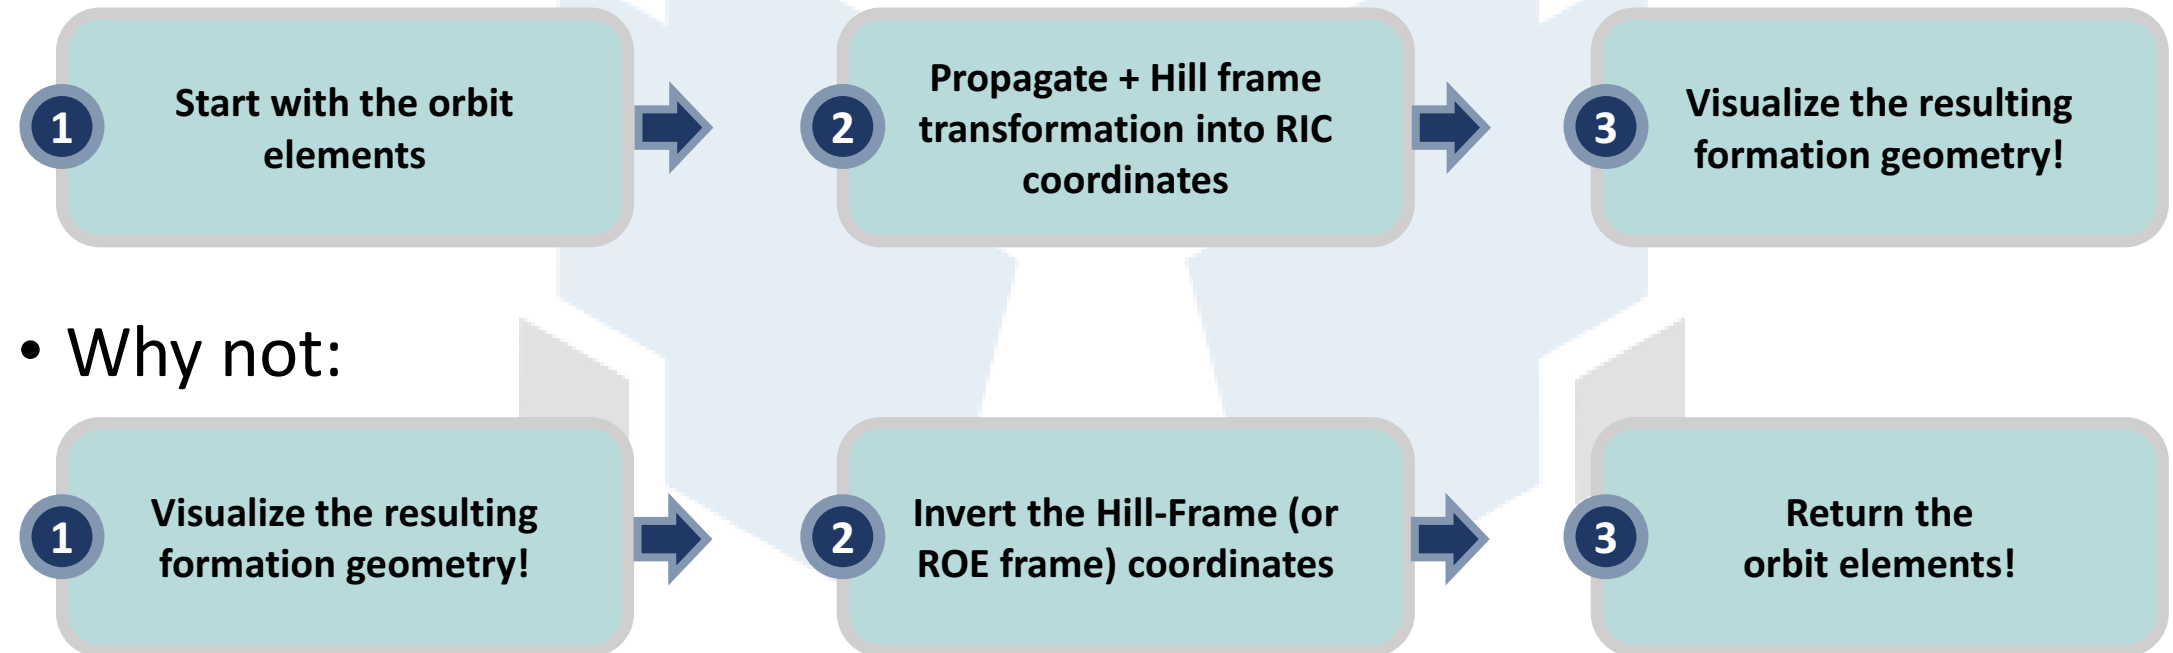 1
Start with the orbit
elements
2
Propagate + Hill frame
transformation into RIC
coordinates
3
Visualize the resulting
formation geometry!
• Why not:
1
Visualize the resulting
formation geometry!
2
Invert the Hill-Frame (or
ROE frame) coordinates
3
Return the
orbit elements!